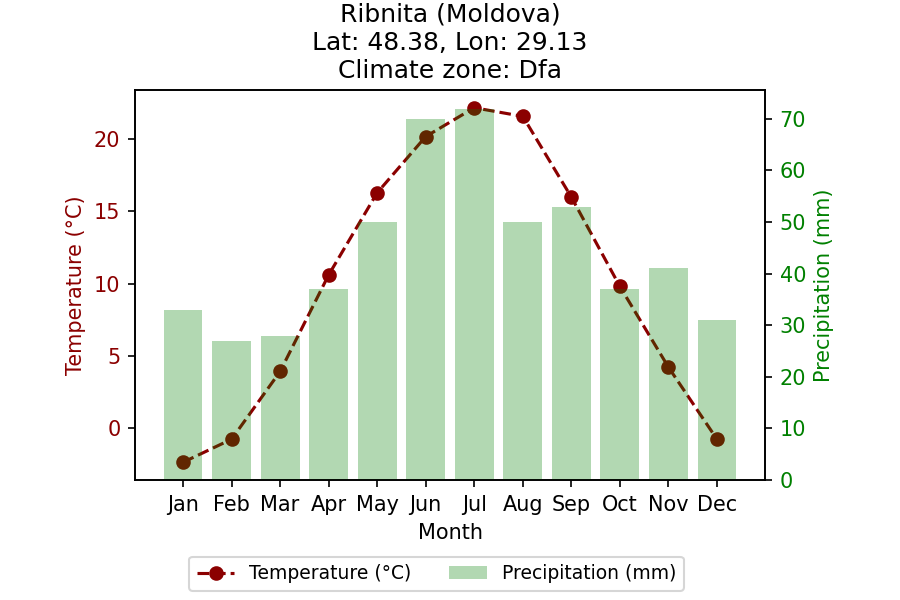 Ribnita (Moldova)
Lat: 48.38, Lon: 29.13
Climate zone: Dfa
Temperature (°C)
20
15
10
5
0
70
60
50
40
30
20
10
0
Precipitation (mm)
Jan Feb Mar Apr May Jun Jul Aug Sep Oct Nov Dec
Month
Temperature (°C) Precipitation (mm)